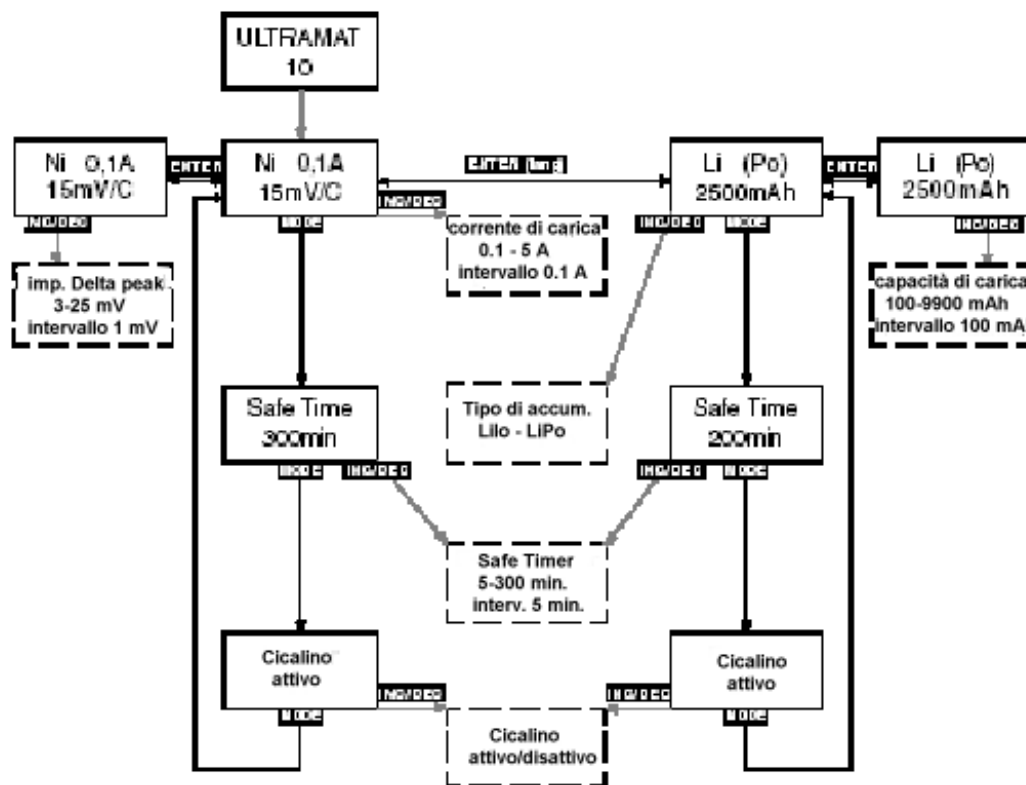 ULTRAMAT
10
Ni 0,1A
15mV/C
ENTER
Ni 0,1A
15mV/C
ENTER (long)
Li (Po)
2500mAh
ENTER
Li (Po)
2500mAh
INC/DEC
MODE
INC/DEC
INC/DEC
MODE
INC/DEC
imp. Delta peak
3-25 mV
intervallo 1 mV
corrente di carica
0.1 - 5 A
intervallo 0.1 A
capacità di carica
100-9900 mAh
intervallo 100 mA
Safe Time
300min
Tipo di accum.
LiIo - LiPo
Safe Time
200min
MODE
INC/DEC
INC/DEC
MODE
Safe Timer
5-300 min.
interv. 5 min.
Cicalino
attivo
Cicalino
attivo
MODE
INC/DEC
INC/DEC
MODE
Cicalino
attivo/disattivo